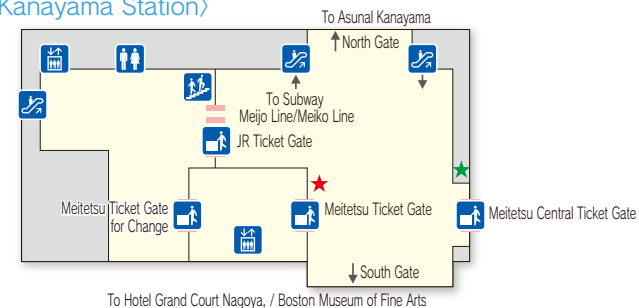 Kanayama Station〉
To Asunal Kanayama
North Gate
To Subway
Meijo Line/Meiko Line
JR Ticket Gate
Meitetsu Ticket Gate
for Change
Meitetsu Ticket Gate
Meitetsu Central Ticket Gate
South Gate
To Hotel Grand Court Nagoya, / Boston Museum of Fine Arts